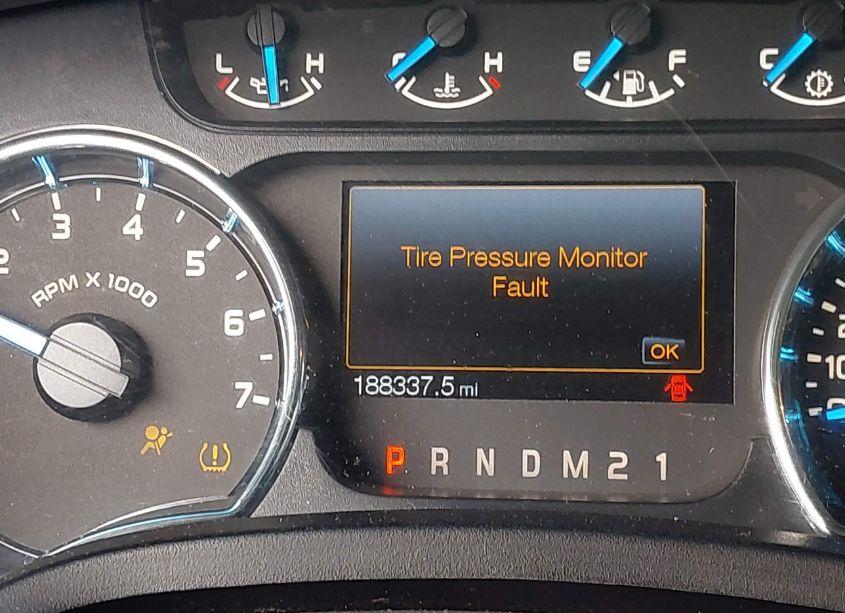 L H C H E F C
2 3 4 5 6 7
RPM X 1000
Tire Pressure Monitor
Fault
OK
188337.5 mi
P R N D M 2 1